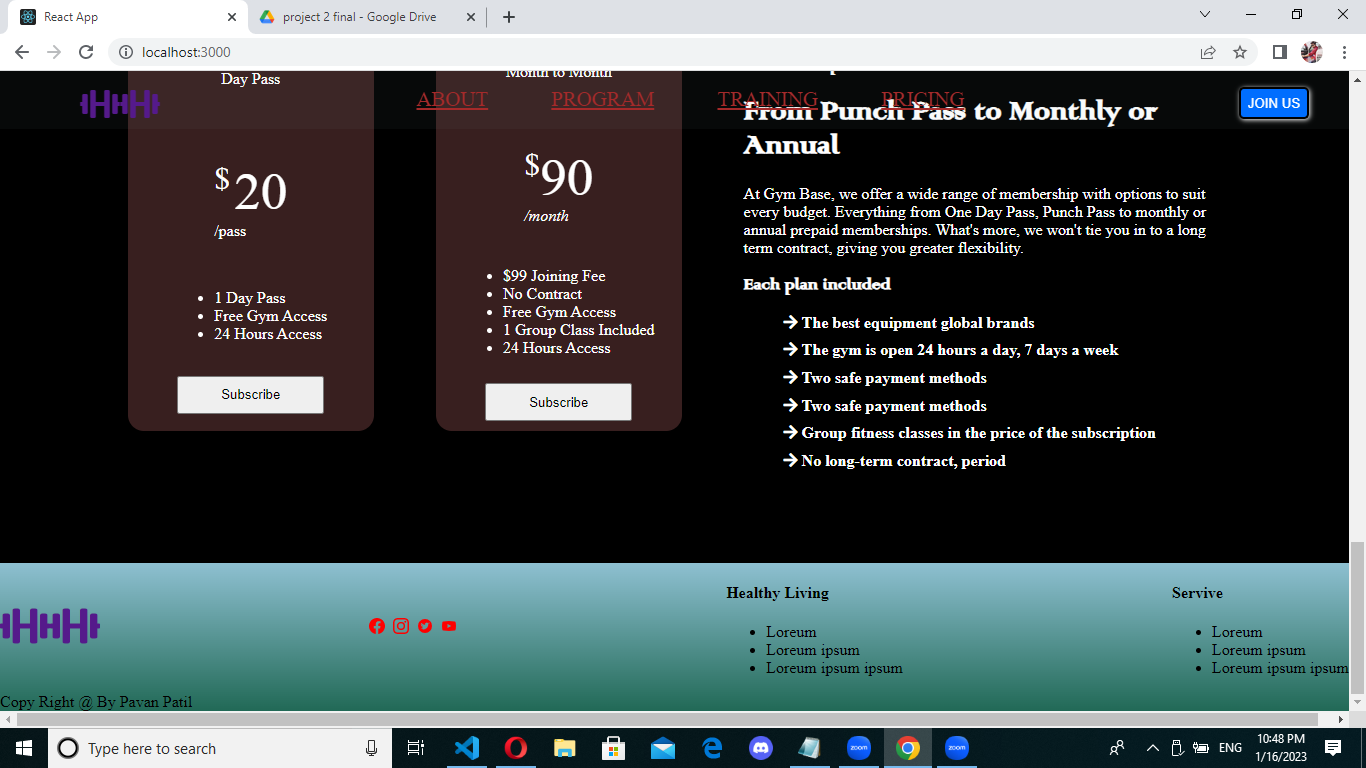 React App
project 2 final - Google Drive
localhost:3000
Day Pass
Month to Month
ABOUT
PROGRAM
TRAINING
PRICING
JOIN US
$20
/pass
1 Day Pass
Free Gym Access
24 Hours Access
Subscribe
$90
/month
$99 Joining Fee
No Contract
Free Gym Access
1 Group Class Included
24 Hours Access
Subscribe
From Punch Pass to Monthly or
Annual
At Gym Base, we offer a wide range of membership with options to suit
every budget. Everything from One Day Pass, Punch Pass to monthly or
annual prepaid memberships. What's more, we won't tie you in to a long
term contract, giving you greater flexibility.
Each plan included
The best equipment global brands
The gym is open 24 hours a day, 7 days a week
Two safe payment methods
Two safe payment methods
Group fitness classes in the price of the subscription
No long-term contract, period
HHH
Healthy Living
Loreum
Loreum ipsum
Loreum ipsum ipsum
Servive
Loreum
Loreum ipsum
Loreum ipsum ipsum
Copy Right @ By Pavan Patil
Type here to search
zoom
zoom
ENG
10:48 PM
1/16/2023